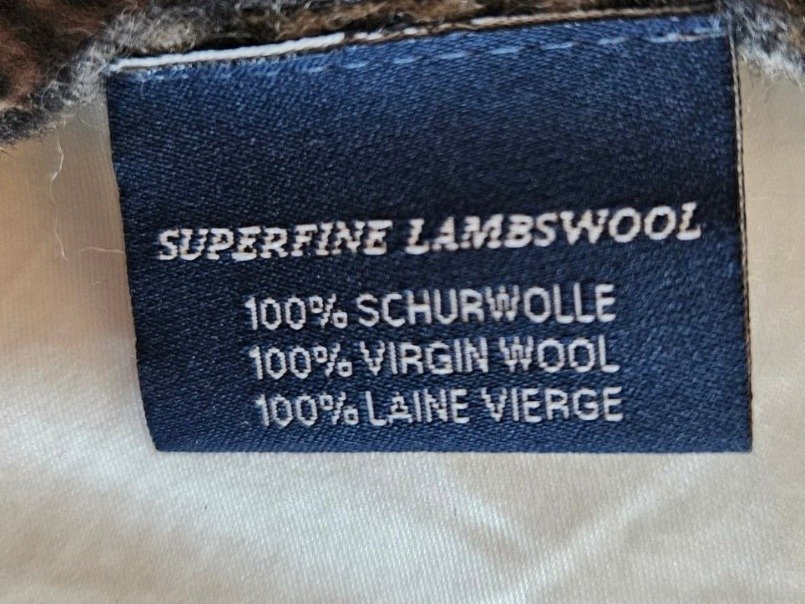 SUPERFINE LAMBSWOOL
100% SCHURWOLLE
100% VIRGIN WOOL
100% LAINE VIERGE